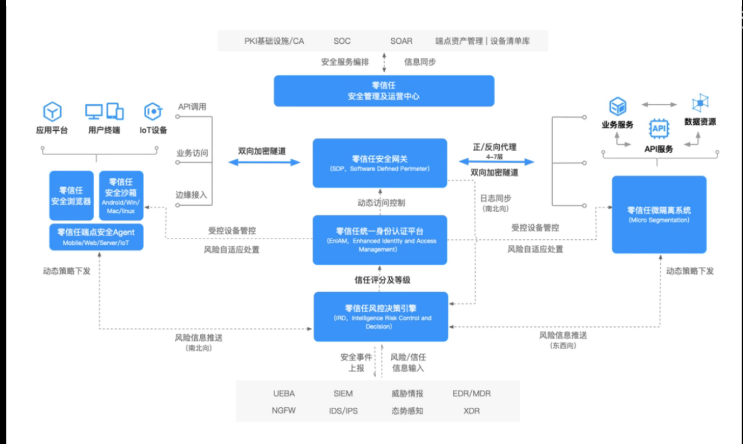 PKI基础设施/CA SOC SOAR 端点资产管理 | 设备清单库
安全服务编排 信息同步
零信任
安全管理及运营中心
应用平台 用户终端 IoT设备
API调用
业务访问
边缘接入
双向加密隧道
零信任安全网关
(SDP、Software Defined Perimeter)
正/反向代理
4-7层
双向加密隧道
业务服务
数据资源
API
API服务
零信任
安全浏览器
零信任
安全沙箱
Android/Win/
Mac/linux
零信任端点安全Agent
Mobile/Web/Server/IoT
动态访问控制
日志同步
(南北向)
零信任微隔离系统
(Micro Segmentation)
受控设备管控
风险自适应处置
零信任统一身份认证平台
(EnIAM、Enhanced Identity and Access
Management)
受控设备管控
风险自适应处置
动态策略下发
信任评分及等级
动态策略下发
零信任风控决策引擎
(IRD、Intelligence Risk Control and
Decision)
风险信息推送
(南北向)
风险信息推送
(东西向)
安全事件
上报
风险/信任
信息输入
UEBA SIEM 威胁情报 EDR/MDR
NGFW IDS/IPS 态势感知 XDR